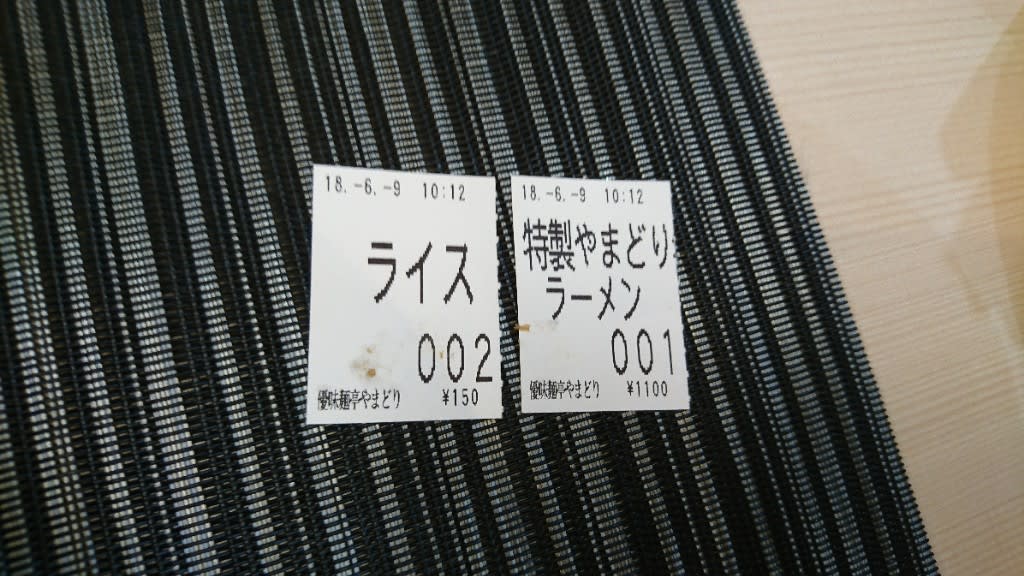 18.-6.-9 10:12
ライス
002
優味麺亭やまどり ¥150
18.-6.-9 10:12
特製やまどり
ラーメン
001
優味麺亭やまどり ¥1100